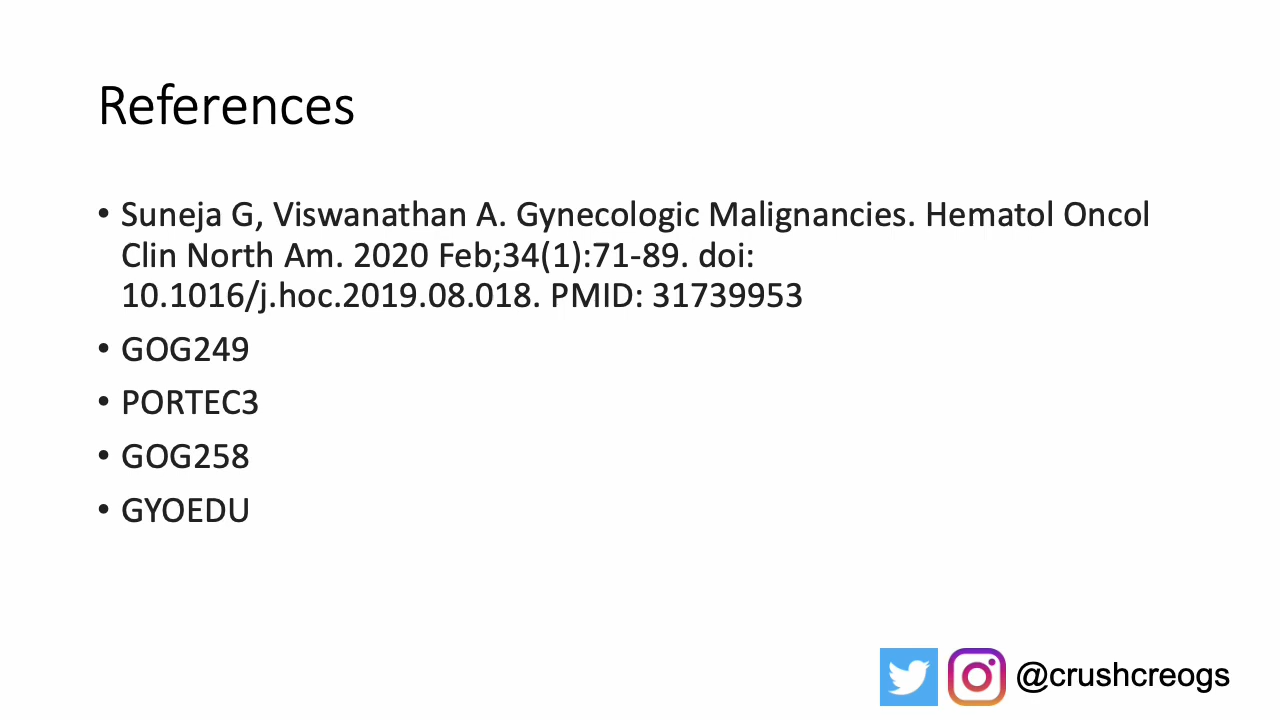 References
• Suneja G, Viswanathan A. Gynecologic Malignancies. Hematol Oncol
Clin North Am. 2020 Feb;34(1):71-89. doi:
10.1016/j.hoc.2019.08.018. PMID: 31739953
• GOG249
• PORTEC3
• GOG258
• GYOEDU
@crushcreogs